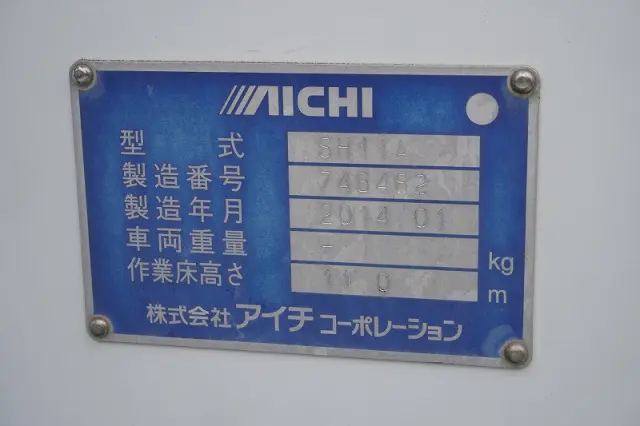 AICHI
型式 SH11A
製造番号 746482
製造年月 2014 01
車両重量 - kg
作業床高さ 11 0 m
株式会社 アイチ コーポレーション